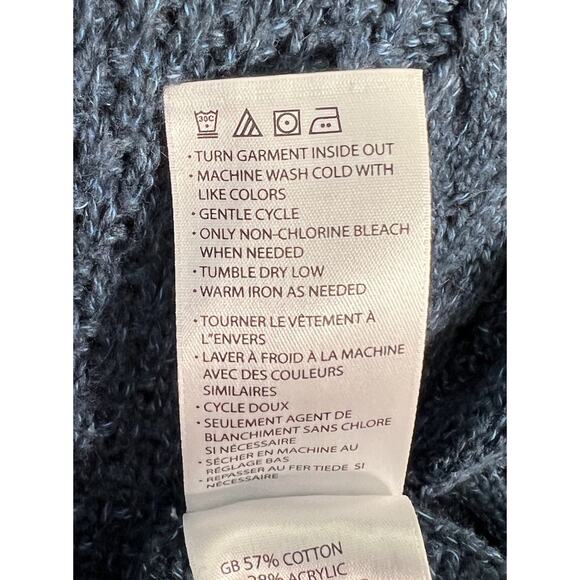 30C
• TURN GARMENT INSIDE OUT
• MACHINE WASH COLD WITH
LIKE COLORS
• GENTLE CYCLE
• ONLY NON-CHLORINE BLEACH
WHEN NEEDED
• TUMBLE DRY LOW
• WARM IRON AS NEEDED
• TOURNER LE VÊTEMENT À
L"ENVERS
• LAVER À FROID À LA MACHINE
AVEC DES COULEURS
SIMILAIRES
• CYCLE DOUX
• SEULEMENT AGENT DE
BLANCHIMENT SANS CHLORE
SI NÉCESSAIRE
• SÉCHER EN MACHINE AU
RÉGLAGE BAS
• REPASSER AU FER TIEDE SI
NÉCESSAIRE
GB 57% COTTON
28% ACRYLIC